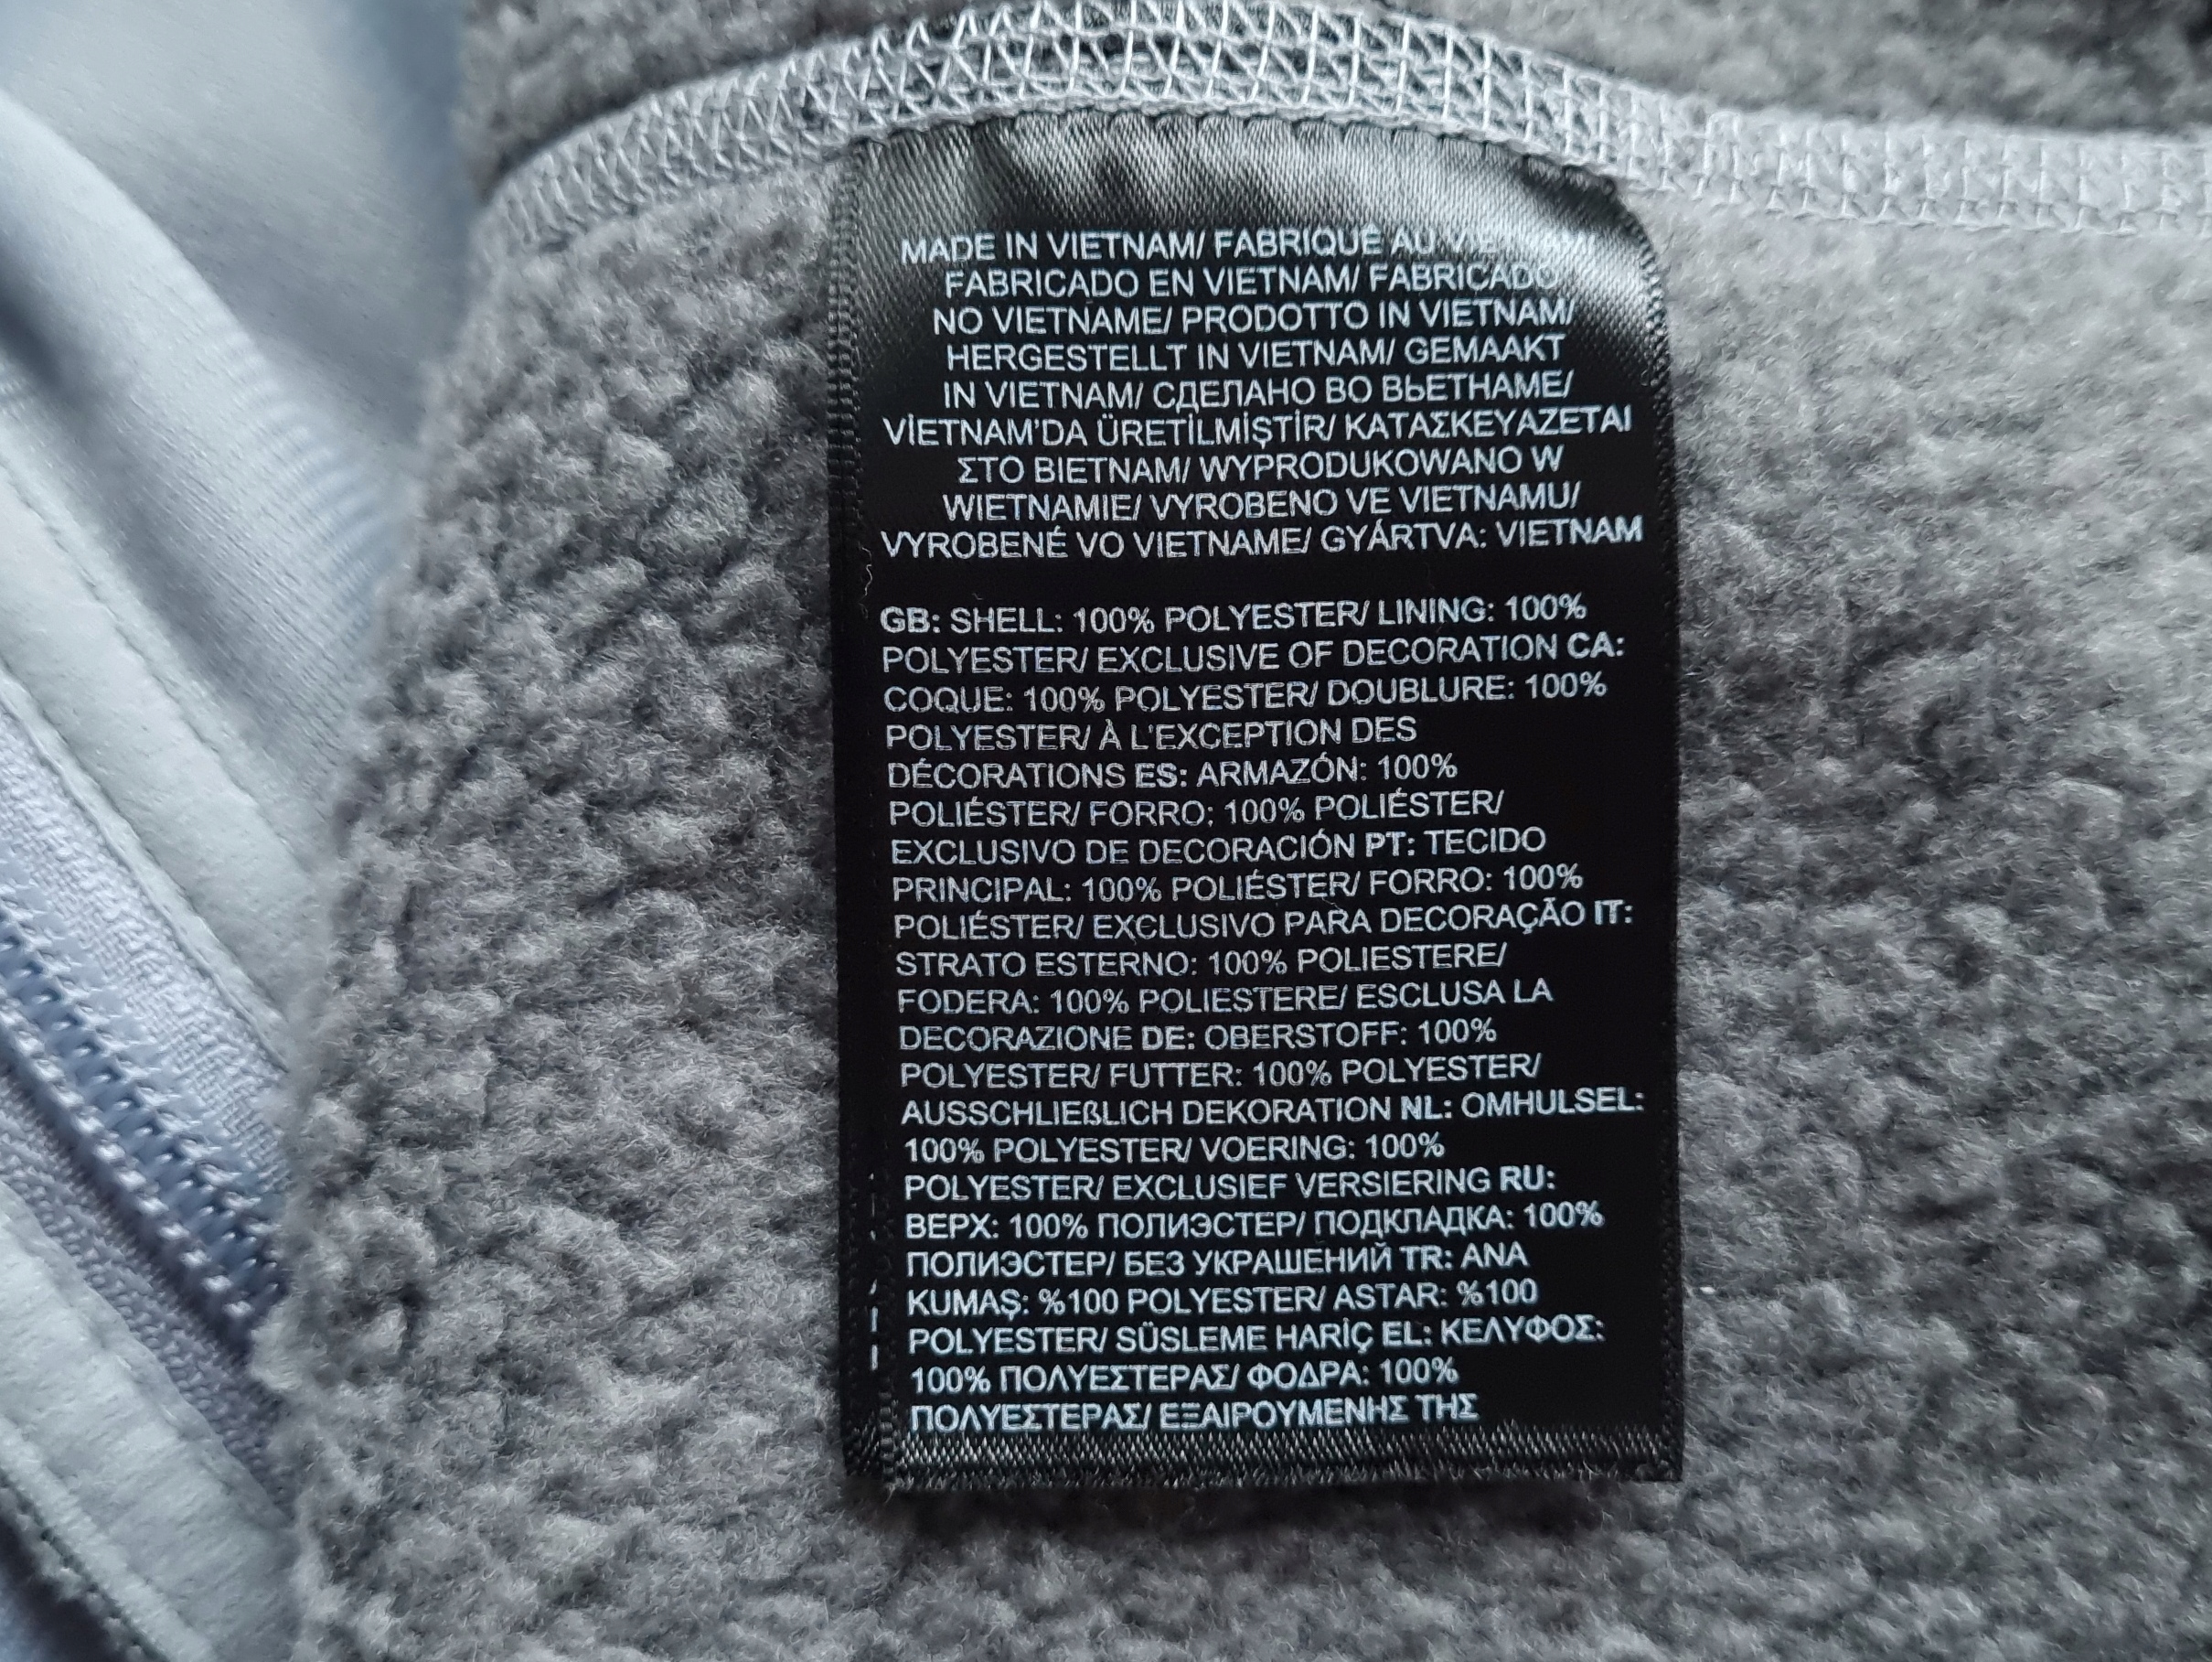 MADE IN VIETNAM/ FABRIQUÉ AU VIETNAM/
FABRICADO EN VIETNAM/ FABRICADO
NO VIETNAME/ PRODOTTO IN VIETNAM/
HERGESTELLT IN VIETNAM/ GEMAAKT
IN VIETNAM/ СДЕЛАНО ВО ВЬЕТНАМЕ/
VİETNAM'DA ÜRETİLMİŞTİR/ ΚΑΤΑΣΚΕΥΑΖΕΤΑΙ
ΣΤΟ ΒΙΕΤΝΑΜ/ WYPRODUKOWANO W
WIETNAMIE/ VYROBENO VE VIETNAMU/
VYROBENÉ VO VIETNAME/ GYÁRTVA: VIETNAM
GB: SHELL: 100% POLYESTER/ LINING: 100%
POLYESTER/ EXCLUSIVE OF DECORATION CA:
COQUE: 100% POLYESTER/ DOUBLURE: 100%
POLYESTER/ À L'EXCEPTION DES
DÉCORATIONS ES: ARMAZÓN: 100%
POLIÉSTER/ FORRO; 100% POLIÉSTER/
EXCLUSIVO DE DECORACIÓN PT: TECIDO
PRINCIPAL: 100% POLIÉSTER/ FORRO: 100%
POLIÉSTER/ EXCLUSIVO PARA DECORAÇÃO IT:
STRATO ESTERNO: 100% POLIESTERE/
FODERA: 100% POLIESTERE/ ESCLUSA LA
DECORAZIONE DE: OBERSTOFF: 100%
POLYESTER/ FUTTER: 100% POLYESTER/
AUSSCHLIEßLICH DEKORATION NL: OMHULSEL:
100% POLYESTER/ VOERING: 100%
POLYESTER/ EXCLUSIEF VERSIERING RU:
ВЕРХ: 100% ПОЛИЭСТЕР/ ПОДКЛАДКА: 100%
ПОЛИЭСТЕР/ БЕЗ УКРАШЕНИЙ TR: ANA
KUMAŞ: %100 POLYESTER/ ASTAR: %100
POLYESTER/ SÜSLEME HARİÇ EL: ΚΕΛΥΦΟΣ:
100% ΠΟΛΥΕΣΤΕΡΑΣ/ ΦΟΔΡΑ: 100%
ΠΟΛΥΕΣΤΕΡΑΣ/ ΕΞΑΙΡΟΥΜΕΝΗΣ ΤΗΣ